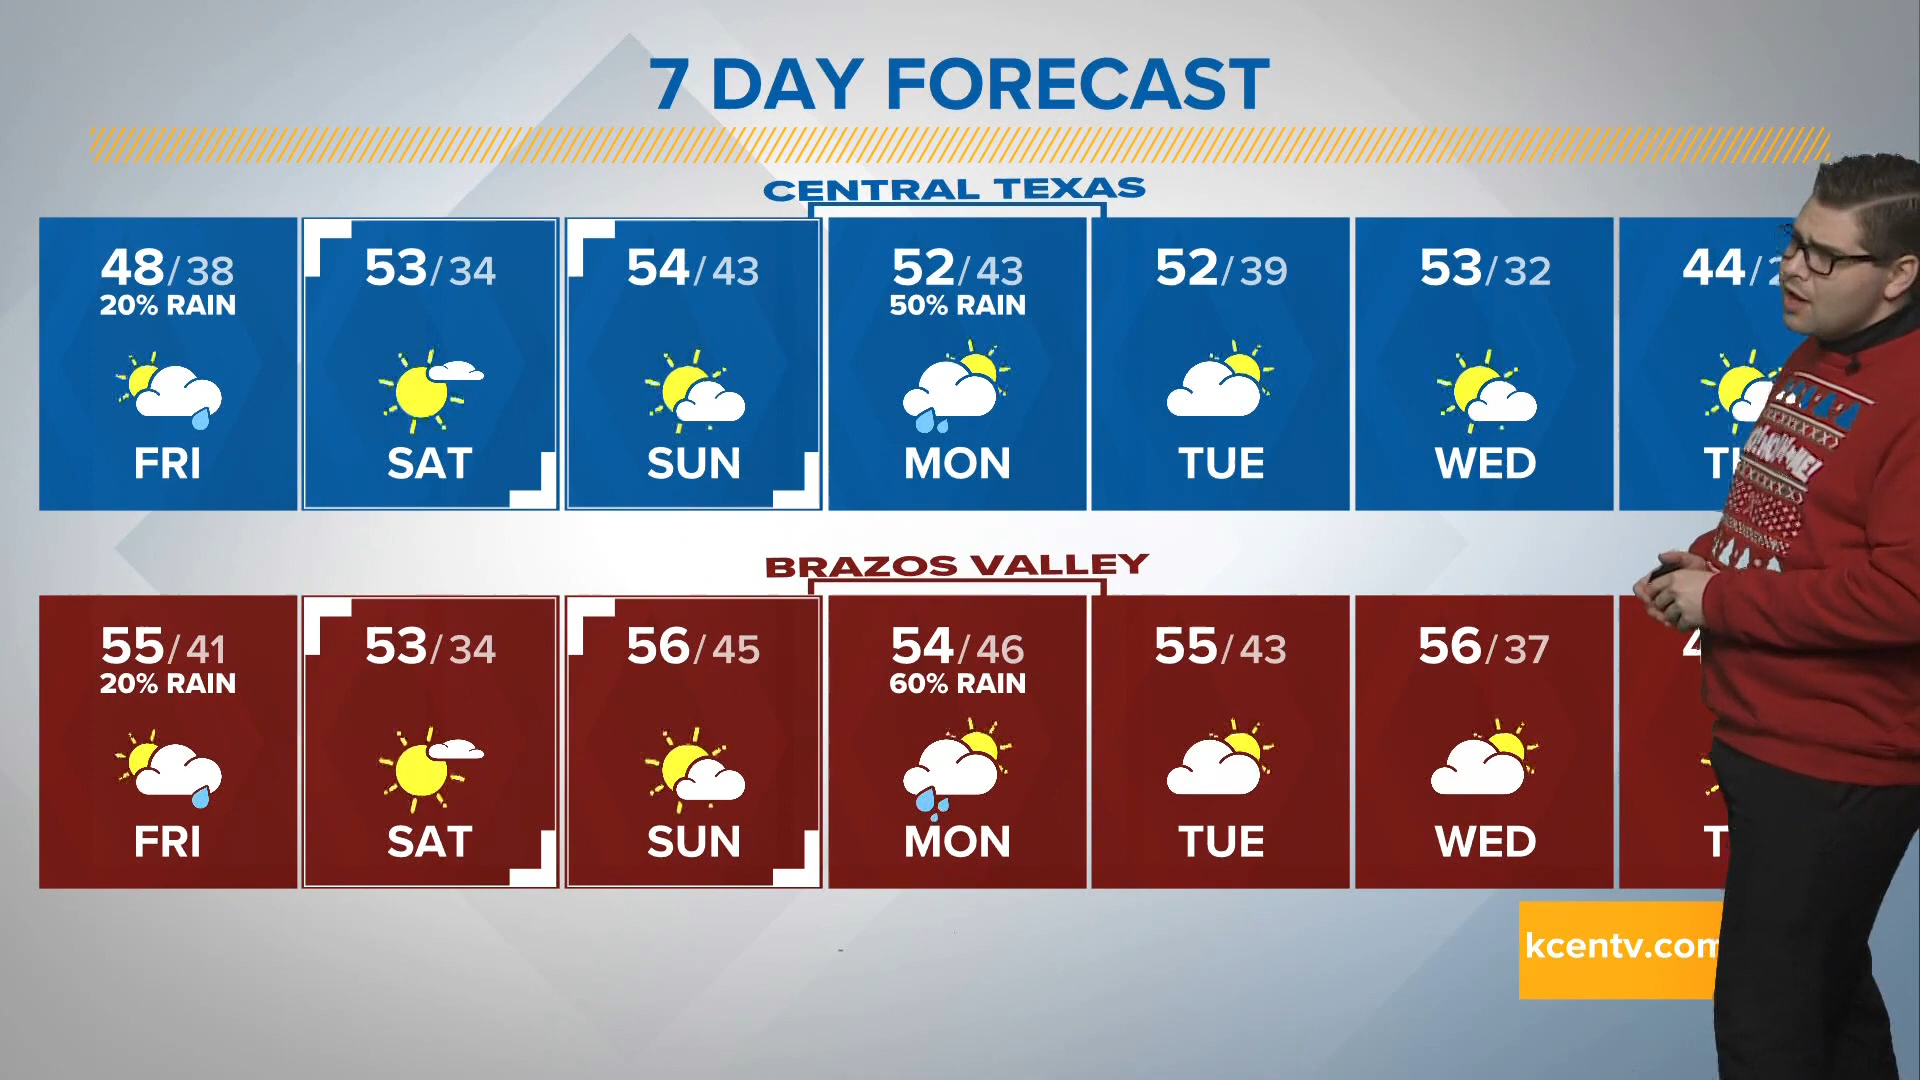 7 DAY FORECAST
CENTRAL TEXAS
48/38 53/34 54/43 52/43 52/39 53/32 44/2
20% RAIN 50% RAIN
FRI SAT SUN MON TUE WED
BRAZOS VALLEY
55/41 53/34 56/45 54/46 55/43 56/37
20% RAIN 60% RAIN
FRI SAT SUN MON TUE WED
kcentv.com